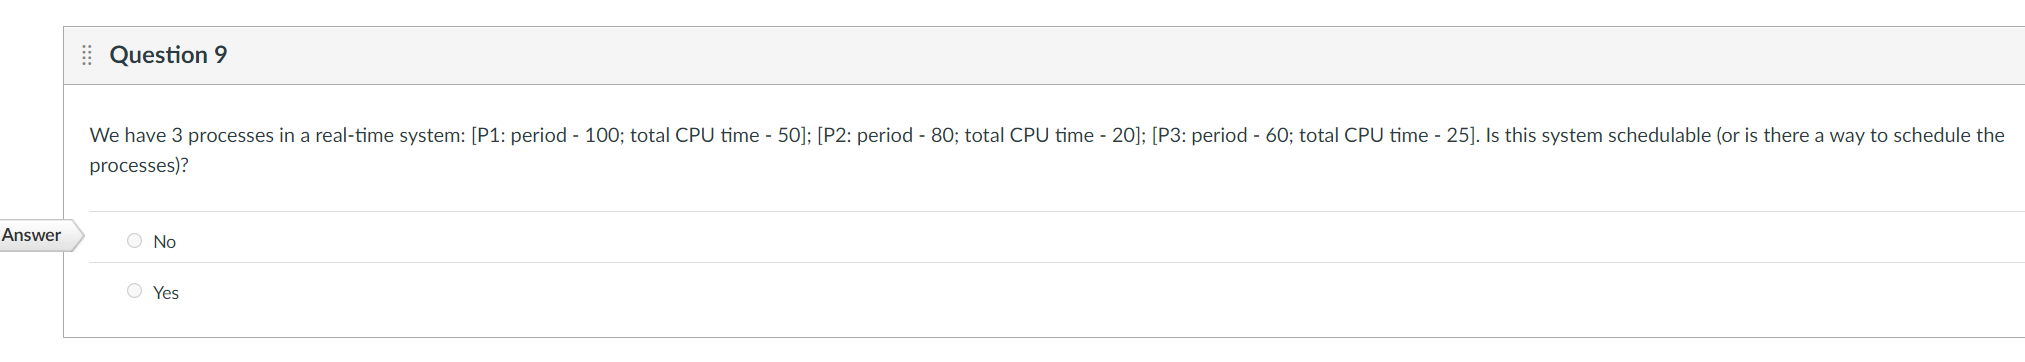 Question 9
We have 3 processes in a real-time system: [P1: period - 100; total CPU time - 50]; [P2: period - 80; total CPU time - 20]; [P3: period - 60; total CPU time - 25]. Is this system schedulable (or is there a way to schedule the
processes)?
Answer
No
Yes